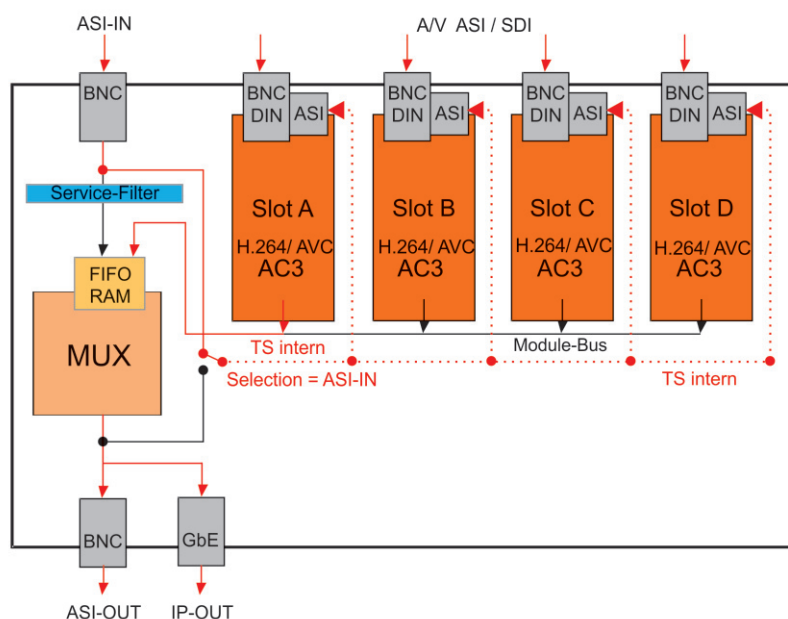 ASI-IN
A/V ASI / SDI
BNC
BNC
DIN
ASI
BNC
DIN
ASI
BNC
DIN
ASI
BNC
DIN
ASI
Service-Filter
FIFO
RAM
MUX
Slot A
H.264/ AVC
AC3
Slot B
H.264/ AVC
AC3
Slot C
H.264/ AVC
AC3
Slot D
H.264/ AVC
AC3
TS intern
Module-Bus
Selection = ASI-IN
TS intern
BNC
GbE
ASI-OUT
IP-OUT